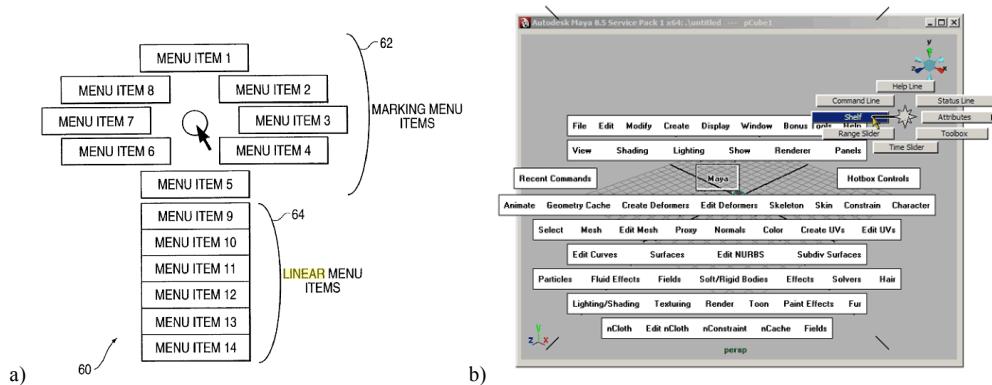 62
MENU ITEM 1
MENU ITEM 8 MENU ITEM 2
MENU ITEM 7 MENU ITEM 3
MENU ITEM 6 MENU ITEM 4
MENU ITEM 5
MARKING MENU
ITEMS
64
MENU ITEM 9
MENU ITEM 10
MENU ITEM 11
MENU ITEM 12
MENU ITEM 13
MENU ITEM 14
LINEAR MENU
ITEMS
60
a)
Autodesk Maya 8.5 Service Pack 1 x64: .\untitled --- pCube1
y
z x
Help Line
Command Line Status Line
Shelf Attributes
Range Slider Toolbox
Time Slider
File Edit Modify Create Display Window Bonus Tools Help
View Shading Lighting Show Renderer Panels
Recent Commands Maya Hotbox Controls
Animate Geometry Cache Create Deformers Edit Deformers Skeleton Skin Constrain Character
Select Mesh Edit Mesh Proxy Normals Color Create UVs Edit UVs
Edit Curves Surfaces Edit NURBS Subdiv Surfaces
Particles Fluid Effects Fields Soft/Rigid Bodies Effects Solvers Hair
Lighting/Shading Texturing Render Toon Paint Effects Fur
nCloth Edit nCloth nConstraint nCache Fields
y
z x
persp
b)